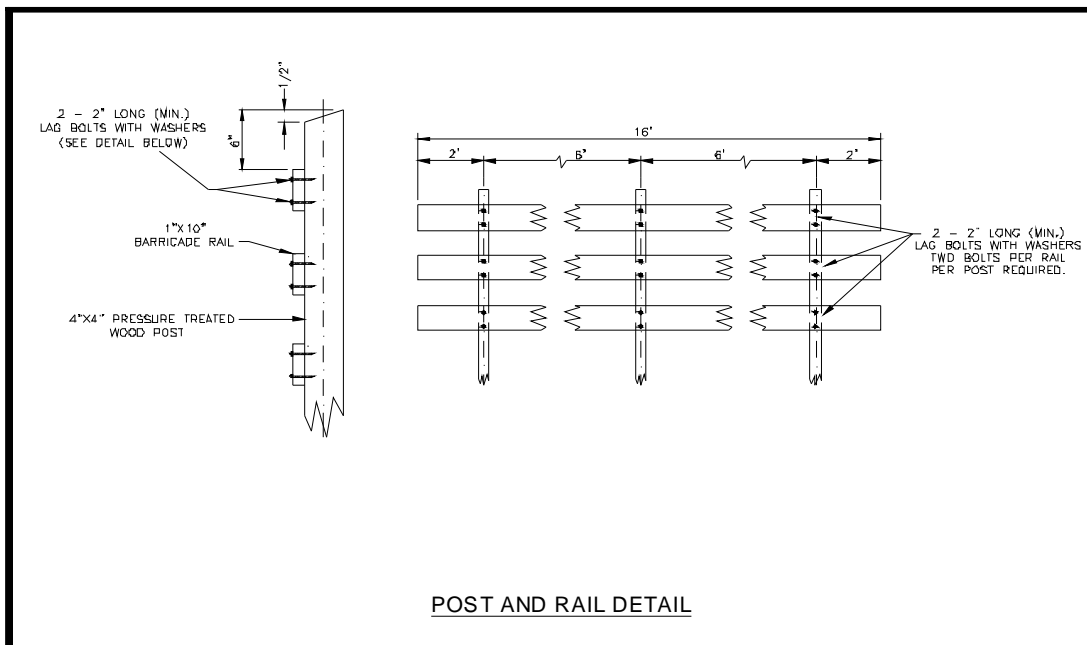 1/2"
6"
2 - 2" LONG (MIN.)
LAG BOLTS WITH WASHERS
(SEE DETAIL BELOW)
1"X10"
BARRICADE RAIL
4"X4" PRESSURE TREATED
WOOD POST
16'
2' 6' 6' 2'
2 - 2" LONG (MIN.)
LAG BOLTS WITH WASHERS
TWO BOLTS PER RAIL
PER POST REQUIRED.
POST AND RAIL DETAIL